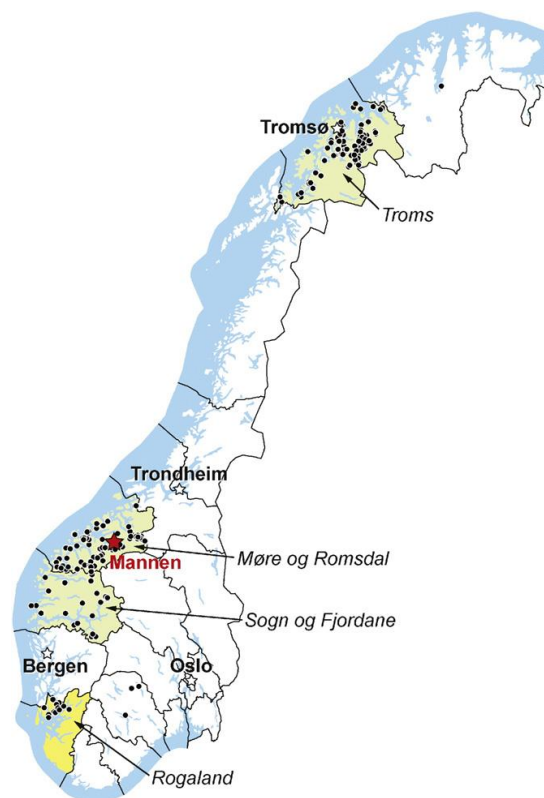 Tromsø
Troms
Trondheim
Mannen
Møre og Romsdal
Sogn og Fjordane
Bergen
Oslo
Rogaland